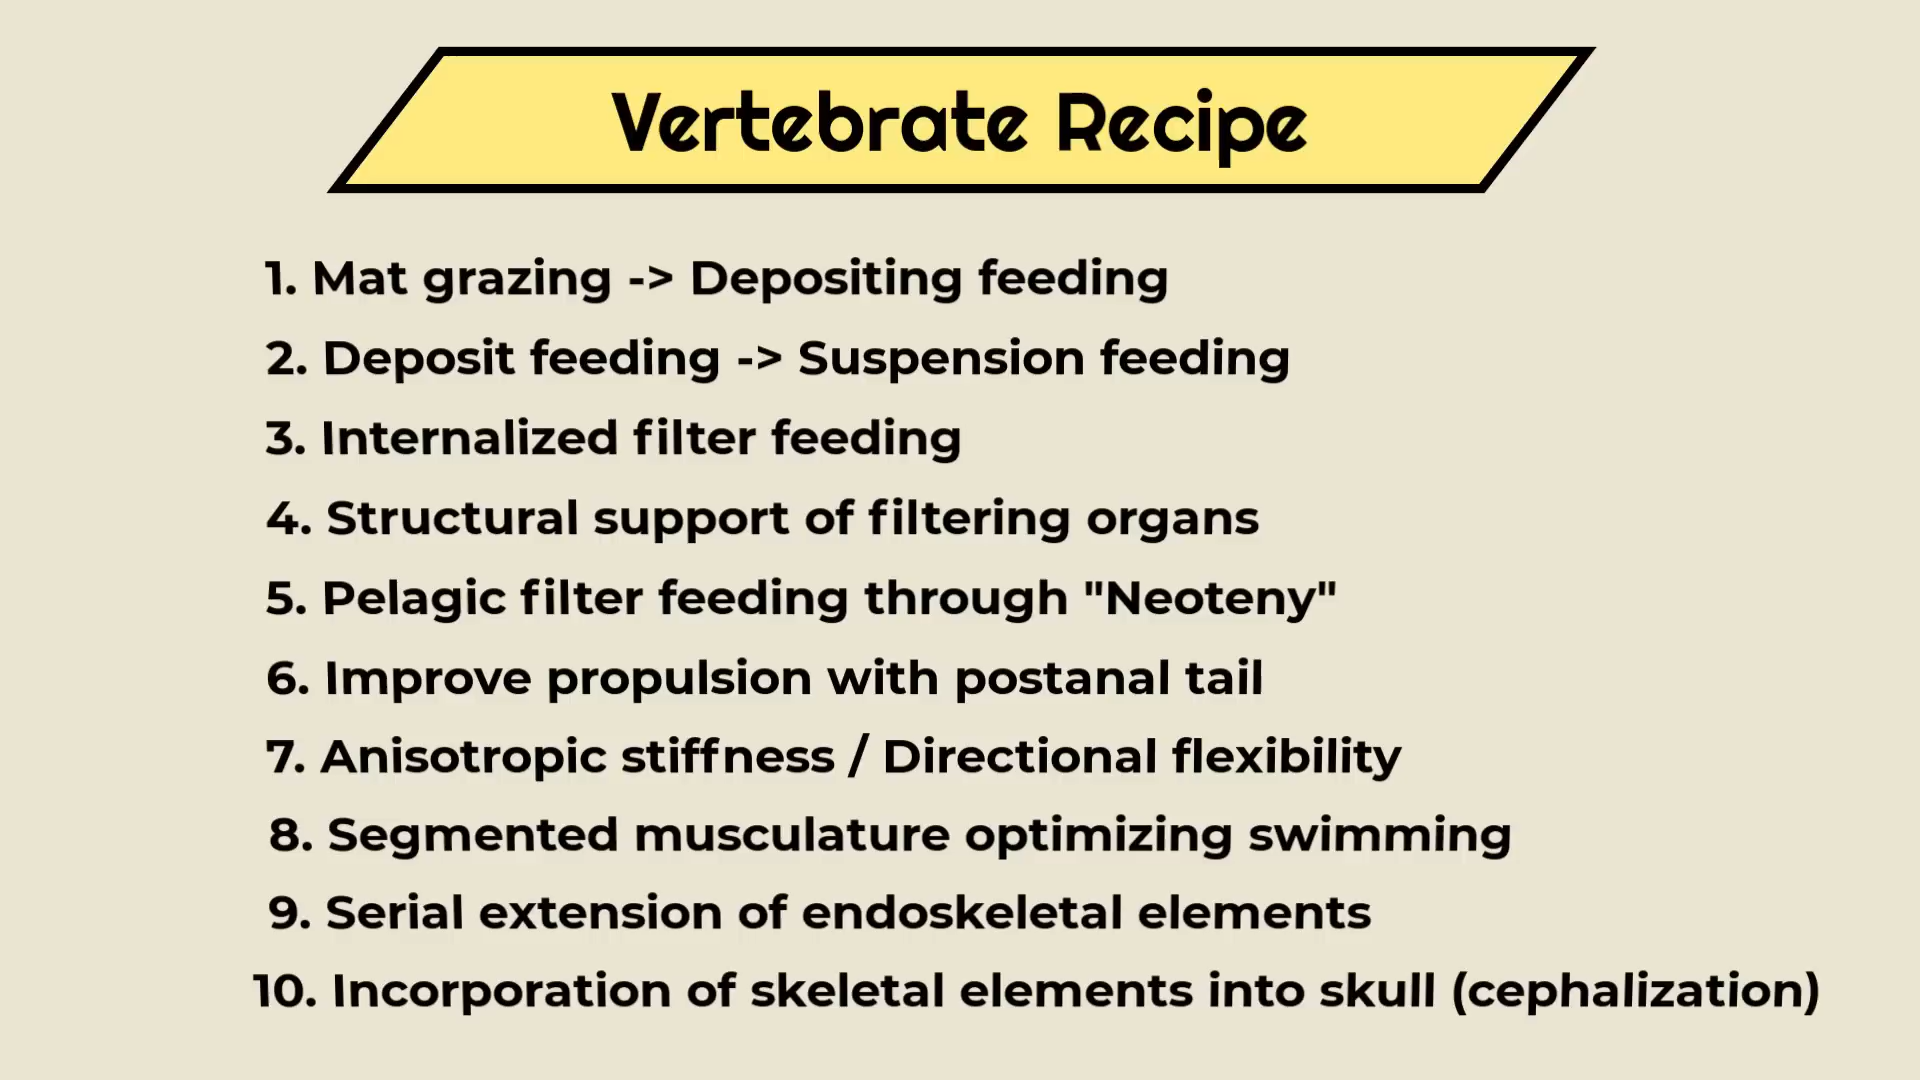 Vertebrate Recipe
1. Mat grazing -> Depositing feeding
2. Deposit feeding -> Suspension feeding
3. Internalized filter feeding
4. Structural support of filtering organs
5. Pelagic filter feeding through "Neoteny"
6. Improve propulsion with postanal tail
7. Anisotropic stiffness / Directional flexibility
8. Segmented musculature optimizing swimming
9. Serial extension of endoskeletal elements
10. Incorporation of skeletal elements into skull (cephalization)